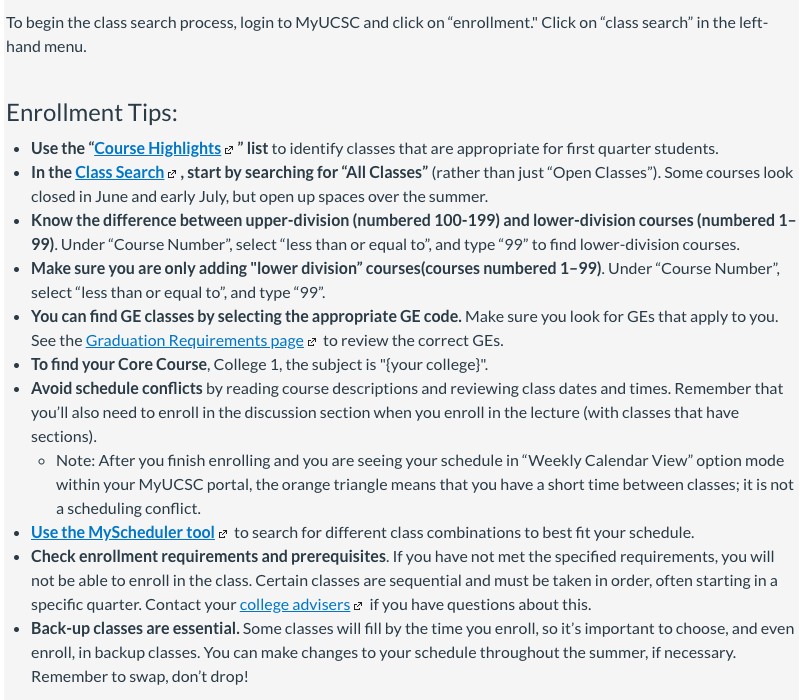 To begin the class search process, login to MyUCSC and click on “enrollment." Click on “class search” in the left-
hand menu.
Enrollment Tips:
Use the “Course Highlights ” list to identify classes that are appropriate for first quarter students.
In the Class Search , start by searching for “All Classes” (rather than just “Open Classes”). Some courses look
closed in June and early July, but open up spaces over the summer.
Know the difference between upper-division (numbered 100-199) and lower-division courses (numbered 1–
99). Under “Course Number”, select “less than or equal to”, and type “99” to find lower-division courses.
Make sure you are only adding "lower division” courses(courses numbered 1–99). Under “Course Number”,
select “less than or equal to”, and type “99”.
You can find GE classes by selecting the appropriate GE code. Make sure you look for GEs that apply to you.
See the Graduation Requirements page to review the correct GEs.
To find your Core Course, College 1, the subject is "{your college}".
Avoid schedule conflicts by reading course descriptions and reviewing class dates and times. Remember that
you’ll also need to enroll in the discussion section when you enroll in the lecture (with classes that have
sections).
Note: After you finish enrolling and you are seeing your schedule in “Weekly Calendar View” option mode
within your MyUCSC portal, the orange triangle means that you have a short time between classes; it is not
a scheduling conflict.
Use the MyScheduler tool to search for different class combinations to best fit your schedule.
Check enrollment requirements and prerequisites. If you have not met the specified requirements, you will
not be able to enroll in the class. Certain classes are sequential and must be taken in order, often starting in a
specific quarter. Contact your college advisers if you have questions about this.
Back-up classes are essential. Some classes will fill by the time you enroll, so it’s important to choose, and even
enroll, in backup classes. You can make changes to your schedule throughout the summer, if necessary.
Remember to swap, don’t drop!